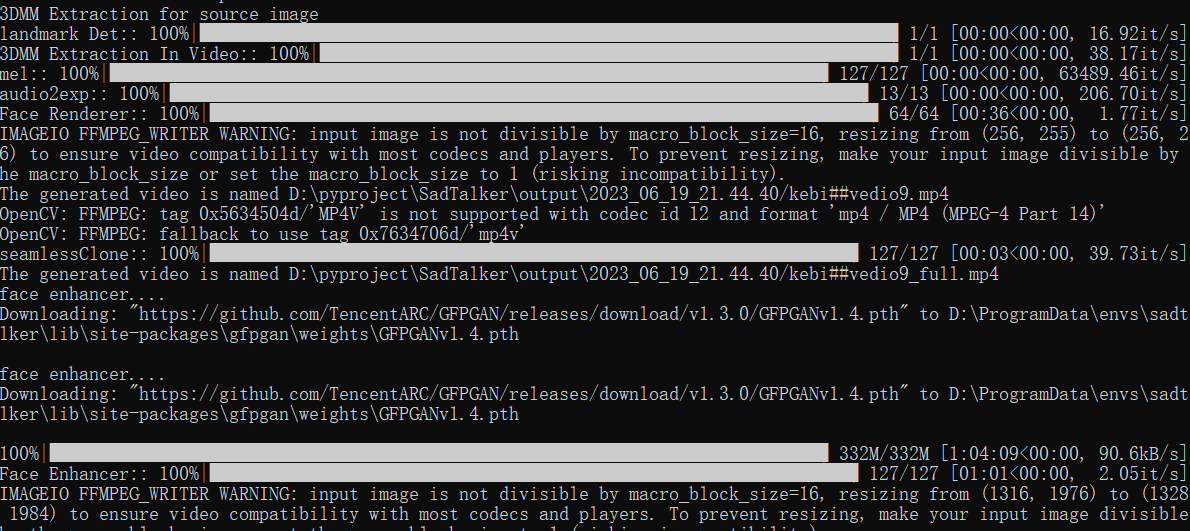 3DMM Extraction for source image
landmark Det:: 100%| 1/1 [00:00<00:00, 16.92it/s]
3DMM Extraction In Video:: 100%| 1/1 [00:00<00:00, 38.17it/s]
mel:: 100%| 127/127 [00:00<00:00, 63489.46it/s]
audio2exp:: 100%| 13/13 [00:00<00:00, 206.70it/s]
Face Renderer:: 100%| 64/64 [00:36<00:00, 1.77it/s]
IMAGEIO FFMPEG_WRITER WARNING: input image is not divisible by macro_block_size=16, resizing from (256, 255) to (256, 2
6) to ensure video compatibility with most codecs and players. To prevent resizing, make your input image divisible by
he macro_block_size or set the macro_block_size to 1 (risking incompatibility).
The generated video is named D:\pyproject\SadTalker\output\2023_06_19_21.44.40/kebi##vedio9.mp4
OpenCV: FFMPEG: tag 0x5634504d/'MP4V' is not supported with codec id 12 and format 'mp4 / MP4 (MPEG-4 Part 14)'
OpenCV: FFMPEG: fallback to use tag 0x7634706d/'mp4v'
seamlessClone:: 100%| 127/127 [00:03<00:00, 39.73it/s]
The generated video is named D:\pyproject\SadTalker\output\2023_06_19_21.44.40/kebi##vedio9_full.mp4
face enhancer....
Downloading: "https://github.com/TencentARC/GFPGAN/releases/download/v1.3.0/GFPGANv1.4.pth" to D:\ProgramData\envs\sadt
lker\lib\site-packages\gfpgan\weights\GFPGANv1.4.pth
face enhancer....
Downloading: "https://github.com/TencentARC/GFPGAN/releases/download/v1.3.0/GFPGANv1.4.pth" to D:\ProgramData\envs\sadt
lker\lib\site-packages\gfpgan\weights\GFPGANv1.4.pth
100%| 332M/332M [1:04:09<00:00, 90.6kB/s]
Face Enhancer:: 100%| 127/127 [01:01<00:00, 2.05it/s]
IMAGEIO FFMPEG_WRITER WARNING: input image is not divisible by macro_block_size=16, resizing from (1316, 1976) to (1328
1984) to ensure video compatibility with most codecs and players. To prevent resizing, make your input image divisible